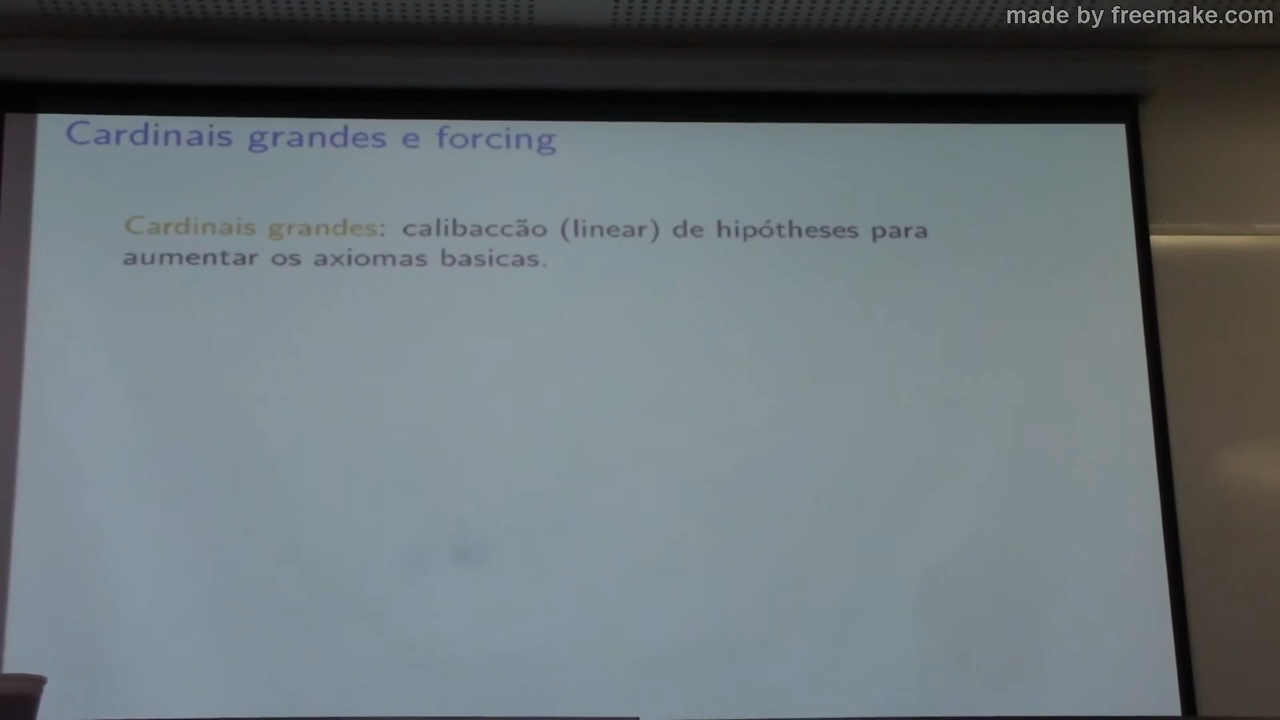 made by freemake.com
Cardinais grandes e forcing
Cardinais grandes: calibaccão (linear) de hipótheses para
aumentar os axiomas basicas.